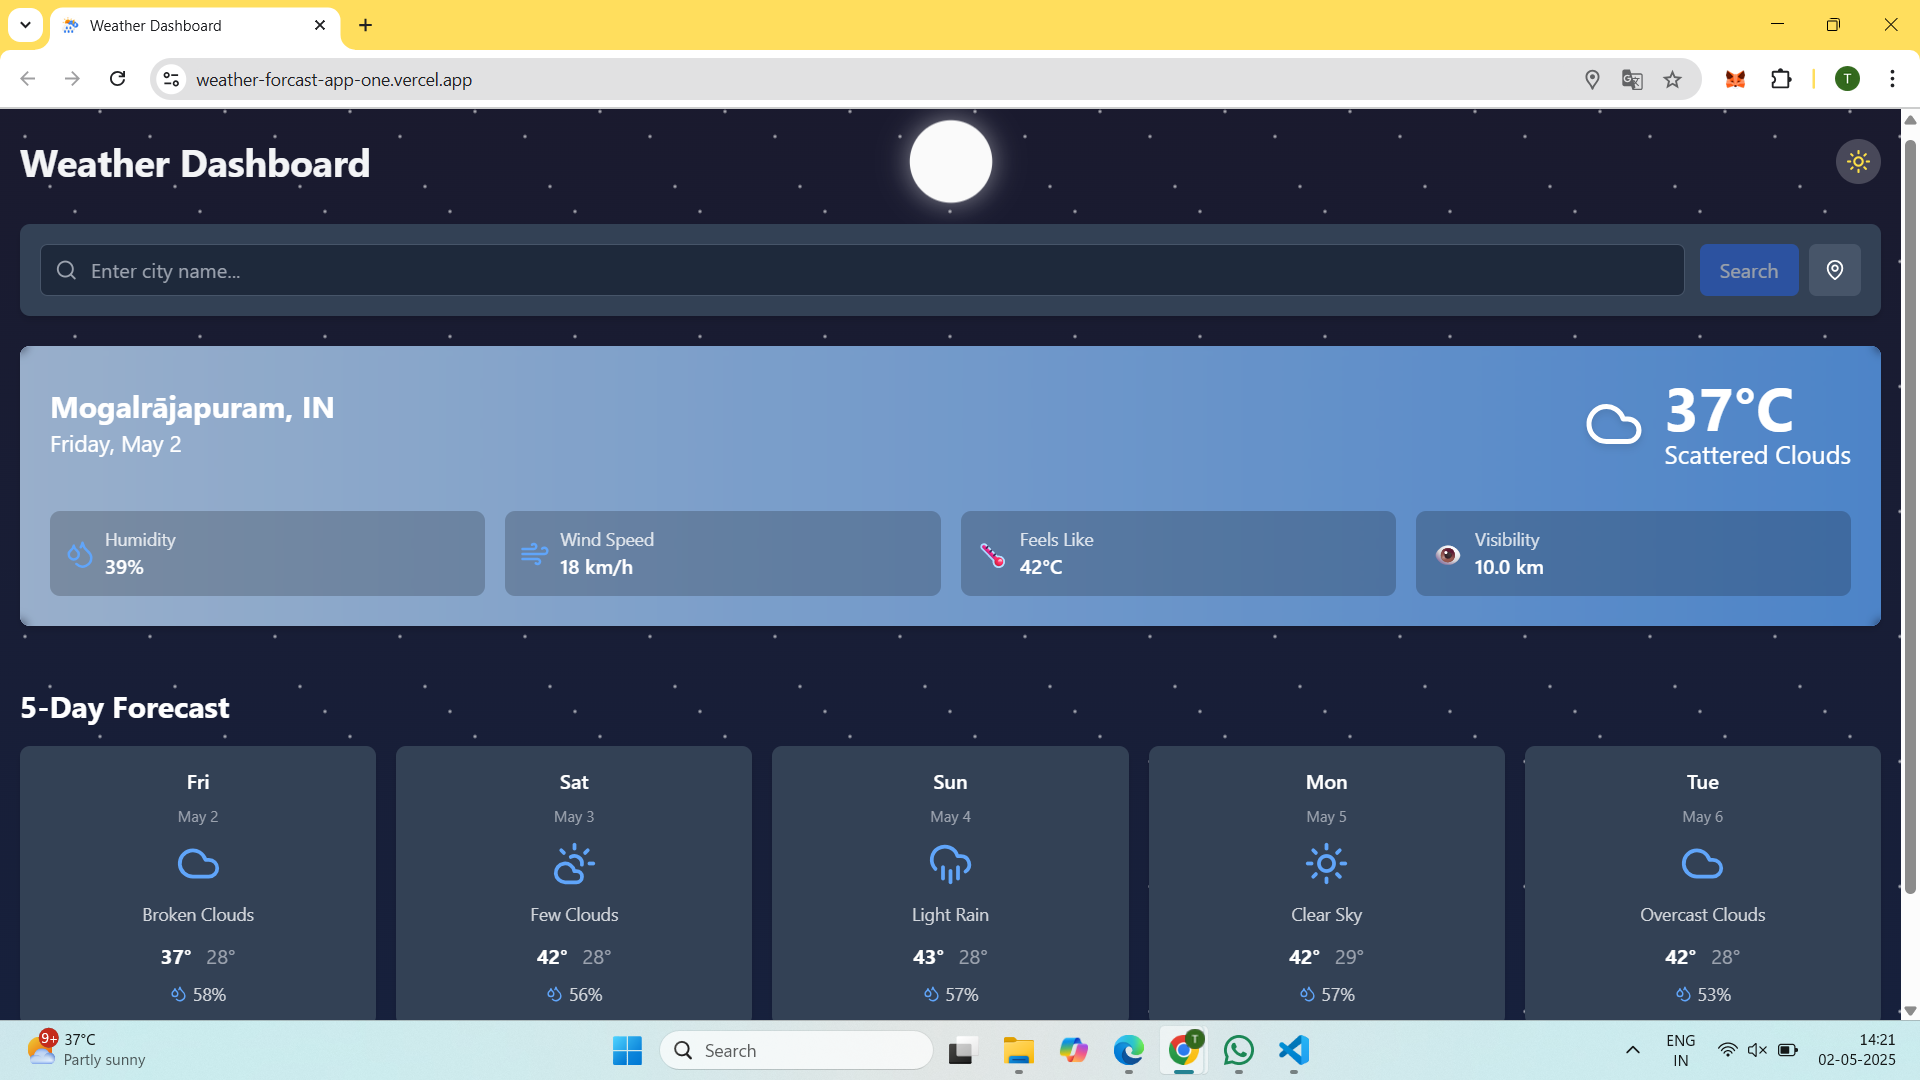 Weather Dashboard
weather-forcast-app-one.vercel.app
T
Weather Dashboard
Enter city name...
Search
Mogalrājapuram, IN
Friday, May 2
37°C
Scattered Clouds
Humidity
39%
Wind Speed
18 km/h
Feels Like
42°C
Visibility
10.0 km
5-Day Forecast
Fri
May 2
Broken Clouds
37° 28°
58%
Sat
May 3
Few Clouds
42° 28°
56%
Sun
May 4
Light Rain
43° 28°
57%
Mon
May 5
Clear Sky
42° 29°
57%
Tue
May 6
Overcast Clouds
42° 28°
53%
9+
37°C
Partly sunny
Search
T
ENG
IN
14:21
02-05-2025